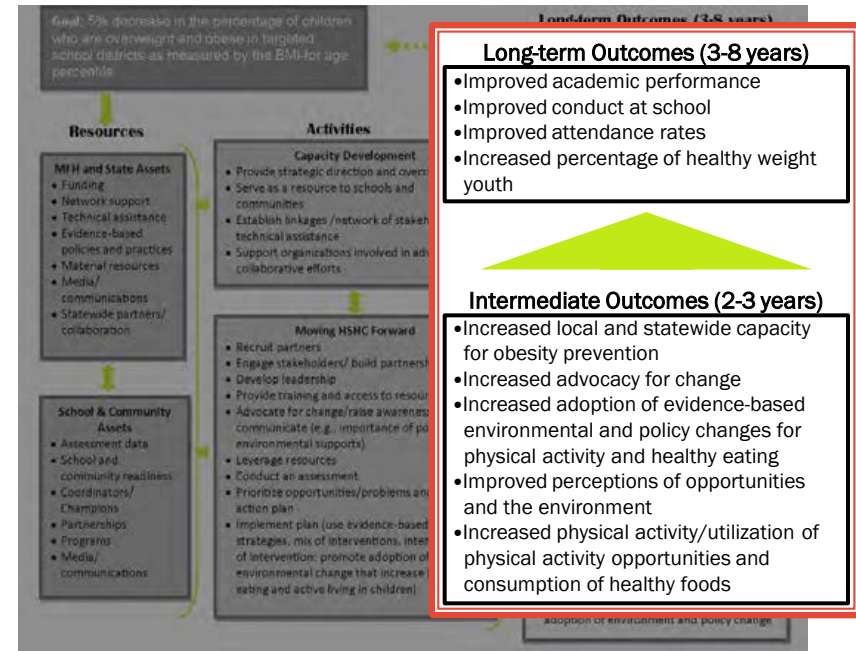 Goal: 5% decrease in the percentage of children
who are overweight and obese in targeted
school districts as measured by the BMI-for age
percentile
Long-term Outcomes (3-8 years)
Resources
MFH and State Assets
• Funding
• Network support
• Technical assistance
• Evidence-based
policies and practices
• Material resources
• Media/
communications
• Statewide partners/
collaboration
School & Community
Assets
• Assessment data
• School and
community readiness
• Coordinators/
Champions
• Partnerships
• Programs
• Media/
communications
Activities
Capacity Development
• Provide strategic direction and
• Serve as a resource to schools and
communities
• Establish linkages /network of
technical assistance
• Support organizations involved in
collaborative efforts
Moving HSHC Forward
• Recruit partners
• Engage stakeholders/ build
• Develop leadership
• Provide training and access to
• Advocate for change/raise awareness
communicate (e.g., importance of
environmental supports)
• Leverage resources
• Conduct an assessment
• Prioritize opportunities/problems
action plan
• Implement plan (use evidence-based
strategies, mix of interventions,
of intervention: promote adoption of
environmental change that increase
eating and active living in children)
Long-term Outcomes (3-8 years)
•Improved academic performance
•Improved conduct at school
•Improved attendance rates
•Increased percentage of healthy weight
youth
Intermediate Outcomes (2-3 years)
•Increased local and statewide capacity
for obesity prevention
•Increased advocacy for change
•Increased adoption of evidence-based
environmental and policy changes for
physical activity and healthy eating
•Improved perceptions of opportunities
and the environment
•Increased physical activity/utilization of
physical activity opportunities and
consumption of healthy foods
adoption of environment and policy change